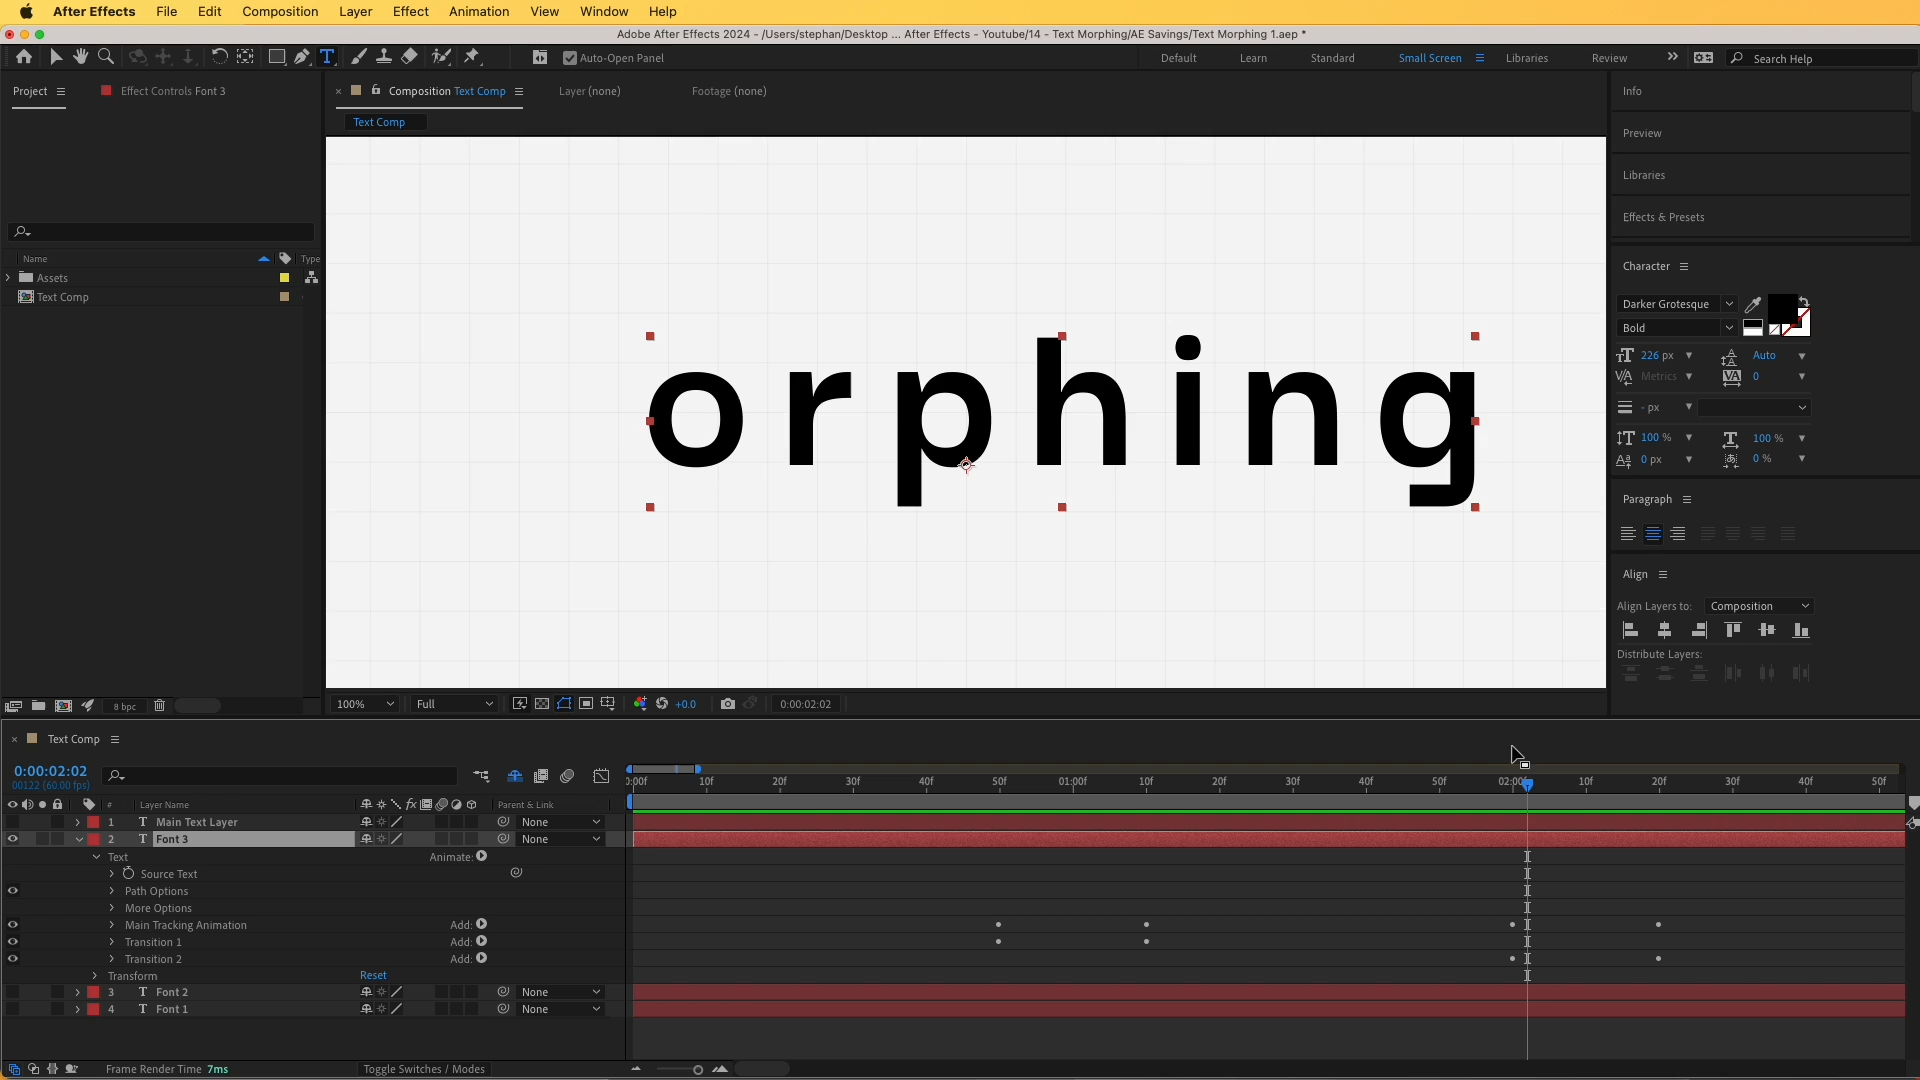 After Effects File Edit Composition Layer Effect Animation View Window Help
Adobe After Effects 2024 - /Users/stephan/Desktop ... After Effects - Youtube/14 - Text Morphing/AE Savings/Text Morphing 1.aep *
Auto-Open Panel Default Learn Standard Small Screen Libraries Review Search Help
Project Effect Controls Font 3 Composition Text Comp Layer (none) Footage (none) Info
Text Comp
Preview
Libraries
Effects & Presets
Name Type
Assets
Text Comp
Character
Darker Grotesque
Bold
226 px Auto
Metrics 0
- px
100 % 100 %
0 px 0 %
orphing
Paragraph
Align
Align Layers to: Composition
Distribute Layers:
8 bpc 100% Full +0.0 0:00:02:02
Text Comp
0:00:02:02
00122 (60.00 fps)
0:00f 10f 20f 30f 40f 50f 01:00f 10f 20f 30f 40f 50f 02:00f 10f 20f 30f 40f 50f
# Layer Name Parent & Link
1 T Main Text Layer None
2 T Font 3 None
Text Animate:
Source Text
Path Options
More Options
Main Tracking Animation Add:
Transition 1 Add:
Transition 2 Add:
Transform Reset
3 T Font 2 None
4 T Font 1 None
Frame Render Time 7ms Toggle Switches / Modes